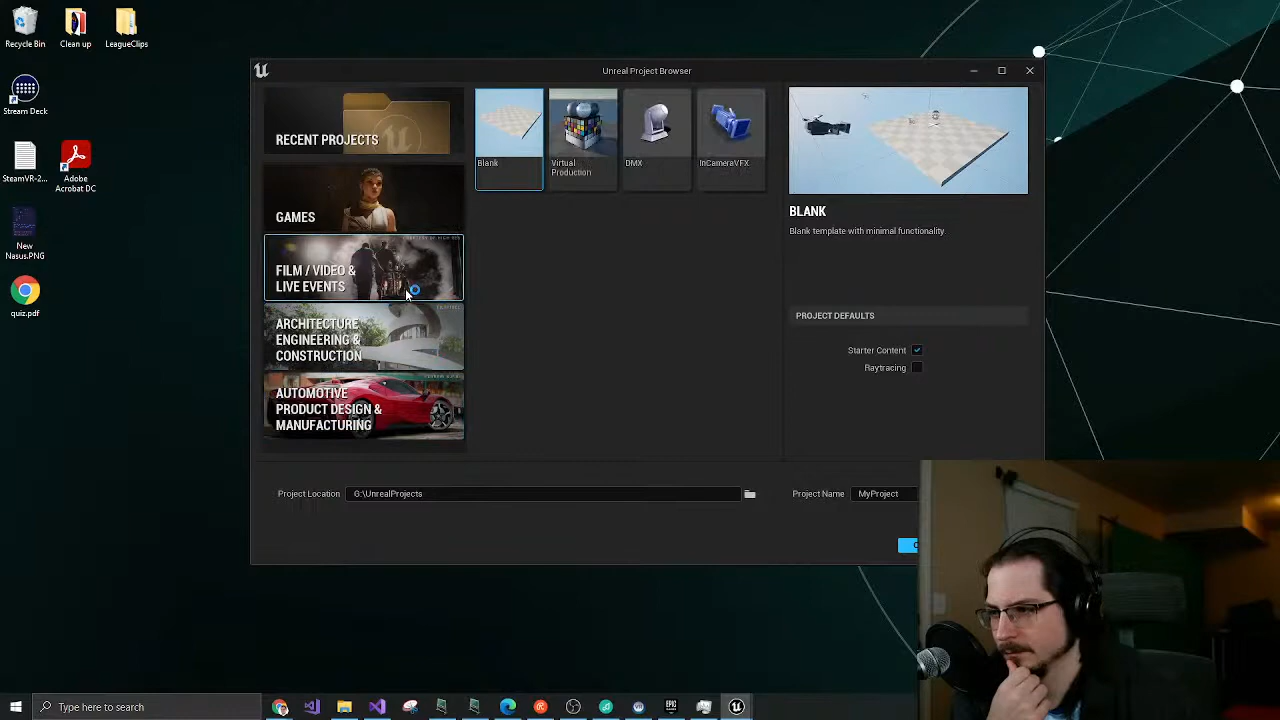 Recycle Bin
Clean up
LeagueClips
Stream Deck
SteamVR-2...
Adobe
Acrobat DC
New
Nasus.PNG
quiz.pdf
Unreal Project Browser
RECENT PROJECTS
GAMES
FILM / VIDEO &
LIVE EVENTS
ARCHITECTURE
ENGINEERING &
CONSTRUCTION
AUTOMOTIVE
PRODUCT DESIGN &
MANUFACTURING
Blank
Virtual
Production
DMX
InCameraVFX
BLANK
Blank template with minimal functionality
PROJECT DEFAULTS
Starter Content
Raytracing
Project Location
G:\UnrealProjects
Project Name
MyProject
Type here to search